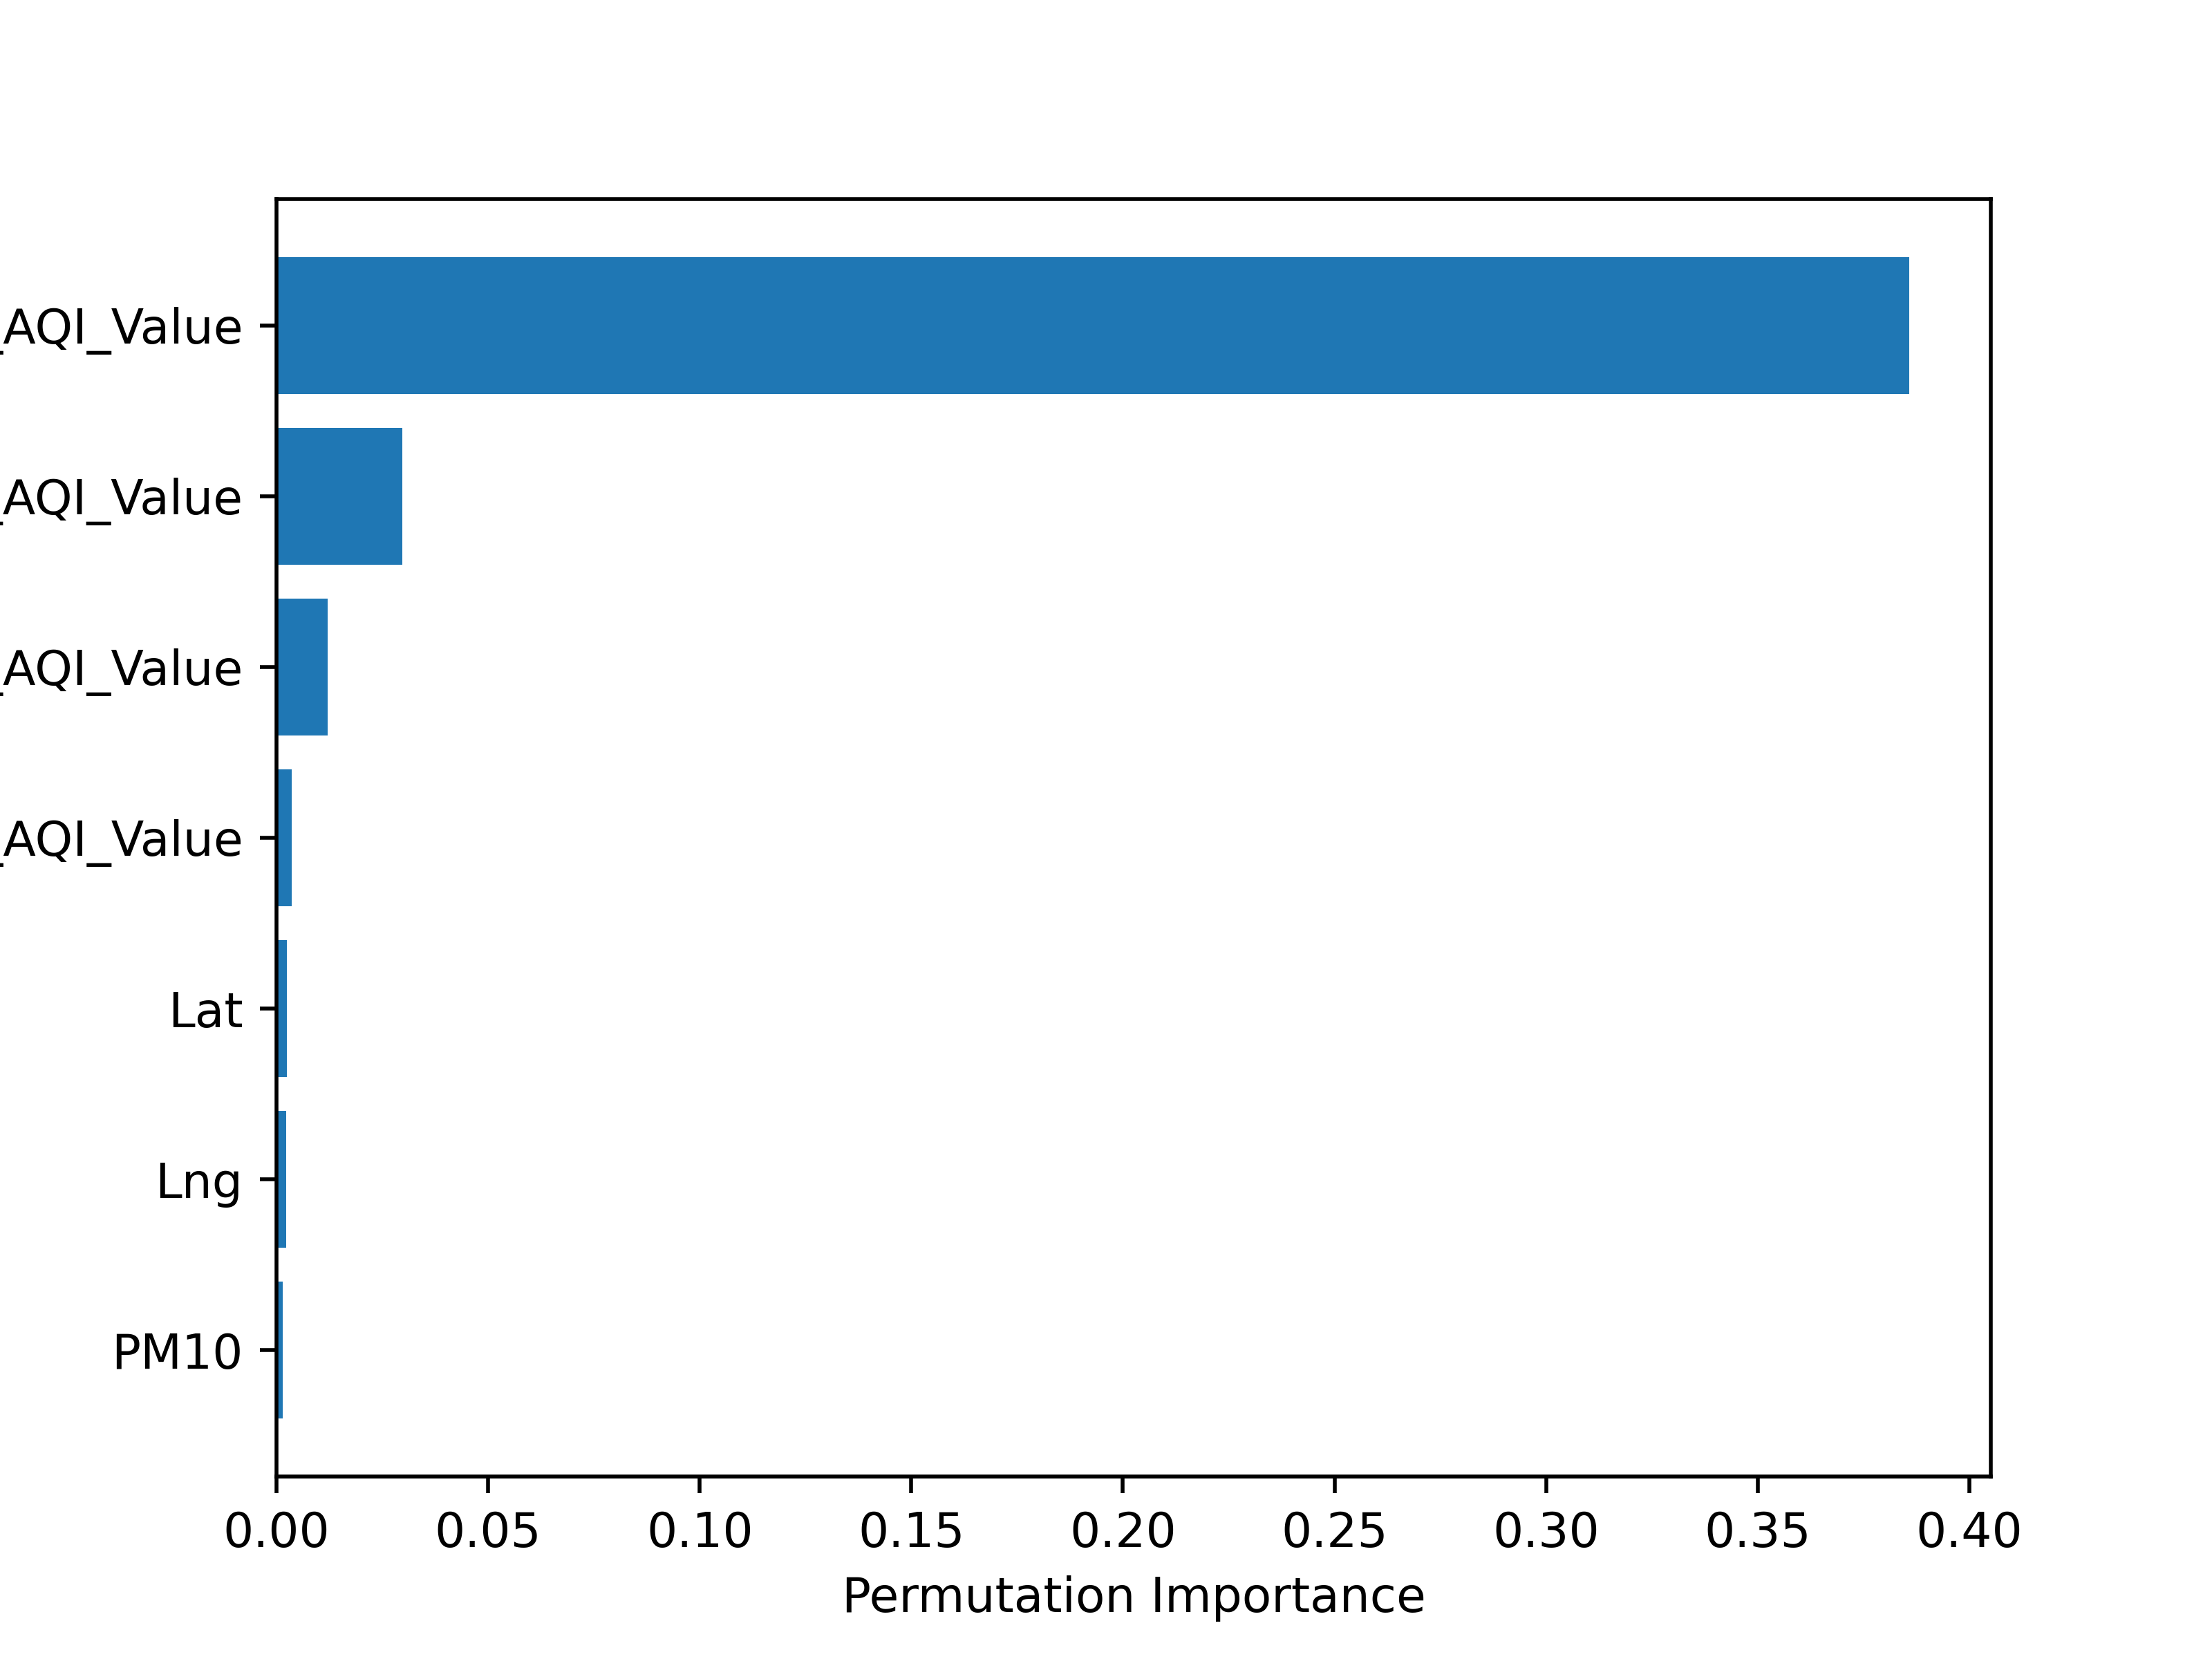 _AQI_Value
_AQI_Value
_AQI_Value
_AQI_Value
Lat
Lng
PM10
0.00 0.05 0.10 0.15 0.20 0.25 0.30 0.35 0.40
Permutation Importance